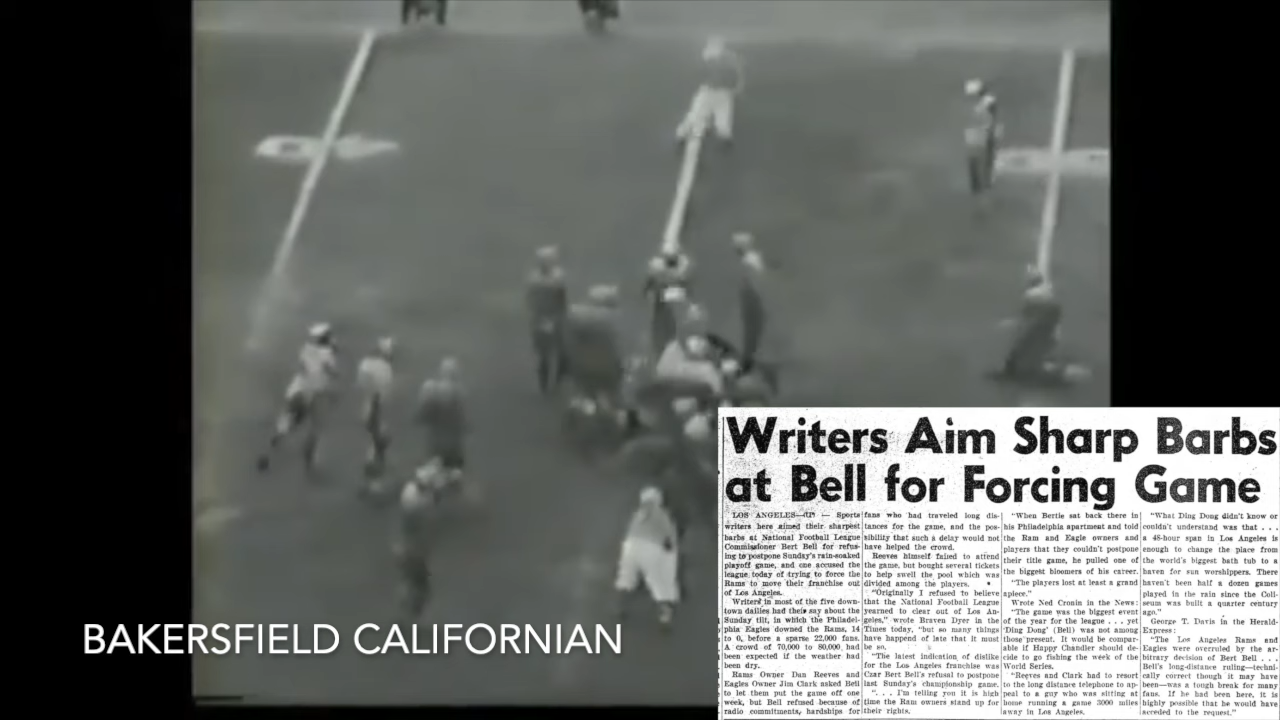 BAKERSFIELD CALIFORNIAN
Writers Aim Sharp Barbs
at Bell for Forcing Game
LOS ANGELES—(UP) — Sports
writers here aimed their sharpest
barbs at National Football League
Commissioner Bert Bell for refus-
ing to postpone Sunday's rain-soaked
playoff game, and one accused the
league today of trying to force the
Rams to move their franchise out
of Los Angeles.
Writers in most of the five down-
town dailies had their say about the
Sunday tilt, in which the Philadel-
phia Eagles downed the Rams, 14
to 0, before a sparse 22,000 fans.
A crowd of 70,000 to 80,000 had
been expected if the weather had
been dry.
Rams Owner Dan Reeves and
Eagles Owner Jim Clark asked Bell
to let them put the game off one
week, but Bell refused because of
radio commitments, hardships for
fans who had traveled long dis-
tances for the game, and the pos-
sibility that such a delay would not
have helped the crowd.
Reeves himself failed to attend
the game, but bought several tickets
to help swell the pool which was
divided among the players.
"Originally I refused to believe
that the National Football League
yearned to clear out of Los An-
geles," wrote Braven Dyer in the
Times today, "but so many things
have happened of late that it must
be so.
"The latest indication of dislike
for the Los Angeles franchise was
Czar Bert Bell's refusal to postpone
last Sunday's championship game.
". . . I'm telling you it is high
time the Ram owners stand up for
their rights.
"When Bertie sat back there in
his Philadelphia apartment and told
the Ram and Eagle owners and
players that they couldn't postpone
their title game, he pulled one of
the biggest bloomers of his career.
"The players lost at least a grand
apiece."
Wrote Ned Cronin in the News:
"The game was the biggest event
of the year for the league . . . yet
'Ding Dong' (Bell) was not among
those present. It would be compar-
able if Happy Chandler should de-
cide to go fishing the week of the
World Series.
"Reeves and Clark had to resort
to the long distance telephone to ap-
peal to a guy who was sitting at
home running a game 3000 miles
away in Los Angeles.
"What Ding Dong didn't know or
couldn't understand was that . . .
a 48-hour span in Los Angeles is
enough to change the place from
the world's biggest bath tub to a
haven for sun worshippers. There
haven't been half a dozen games
played in the rain since the Coli-
seum was built a quarter century
ago."
George T. Davis in the Herald-
Express:
"The Los Angeles Rams and
Eagles were overruled by the ar-
bitrary decision of Bert Bell . . .
Bell's long-distance ruling—techni-
cally correct though it may have
been—was a tough break for many
fans. If he had been here, it is
highly possible that he would have
acceded to the request."